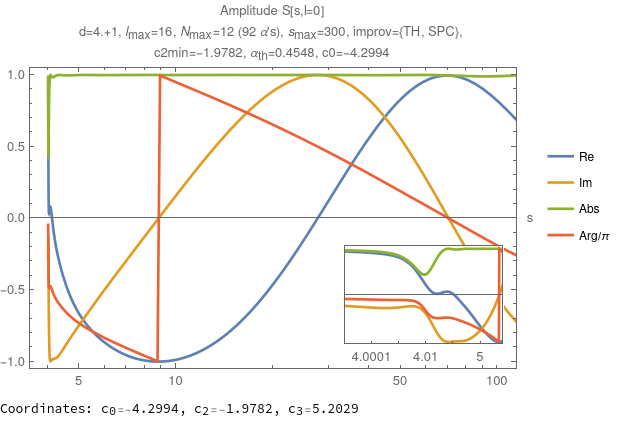 Amplitude S[s,l=0]
d=4.+1, lmax=16, Nmax=12 (92 α's), smax=300, improv={TH, SPC},
c2min=−1.9782, αth=0.4548, c0=−4.2994
1.0
0.5
0.0
−0.5
−1.0
5
10
50
100
s
4.0001
4.01
5
Re
Im
Abs
Arg/π
Coordinates: c0=−4.2994, c2=−1.9782, c3=5.2029